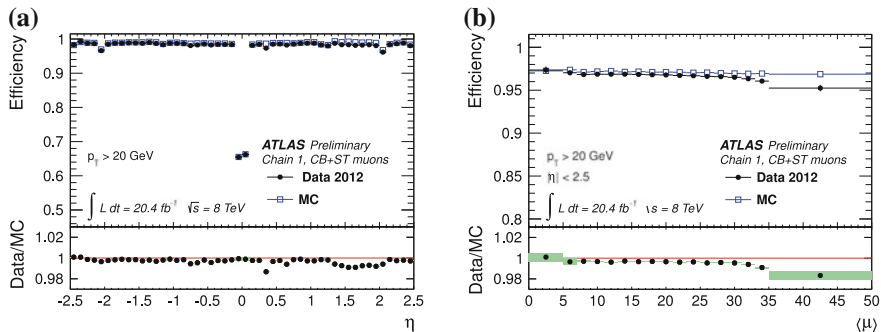 (a)
Efficiency
1
0.9
0.8
0.7
0.6
0.5
p_T > 20 GeV
ATLAS Preliminary
Chain 1, CB+ST muons
Data 2012
MC
∫ L dt = 20.4 fb⁻¹ √s = 8 TeV
Data/MC
1.02
1
0.98
-2.5 -2 -1.5 -1 -0.5 0 0.5 1 1.5 2 2.5
η
(b)
Efficiency
1
0.95
0.9
0.85
0.8
p_T > 20 GeV
|η| < 2.5
ATLAS Preliminary
Chain 1, CB+ST muons
Data 2012
MC
∫ L dt = 20.4 fb⁻¹ √s = 8 TeV
Data/MC
1.02
1
0.98
0 5 10 15 20 25 30 35 40 45 50
⟨μ⟩